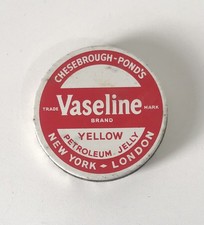 CHESEBROUGH-POND'S
TRADE Vaseline MARK
BRAND
YELLOW
PETROLEUM JELLY
NEW YORK - LONDON